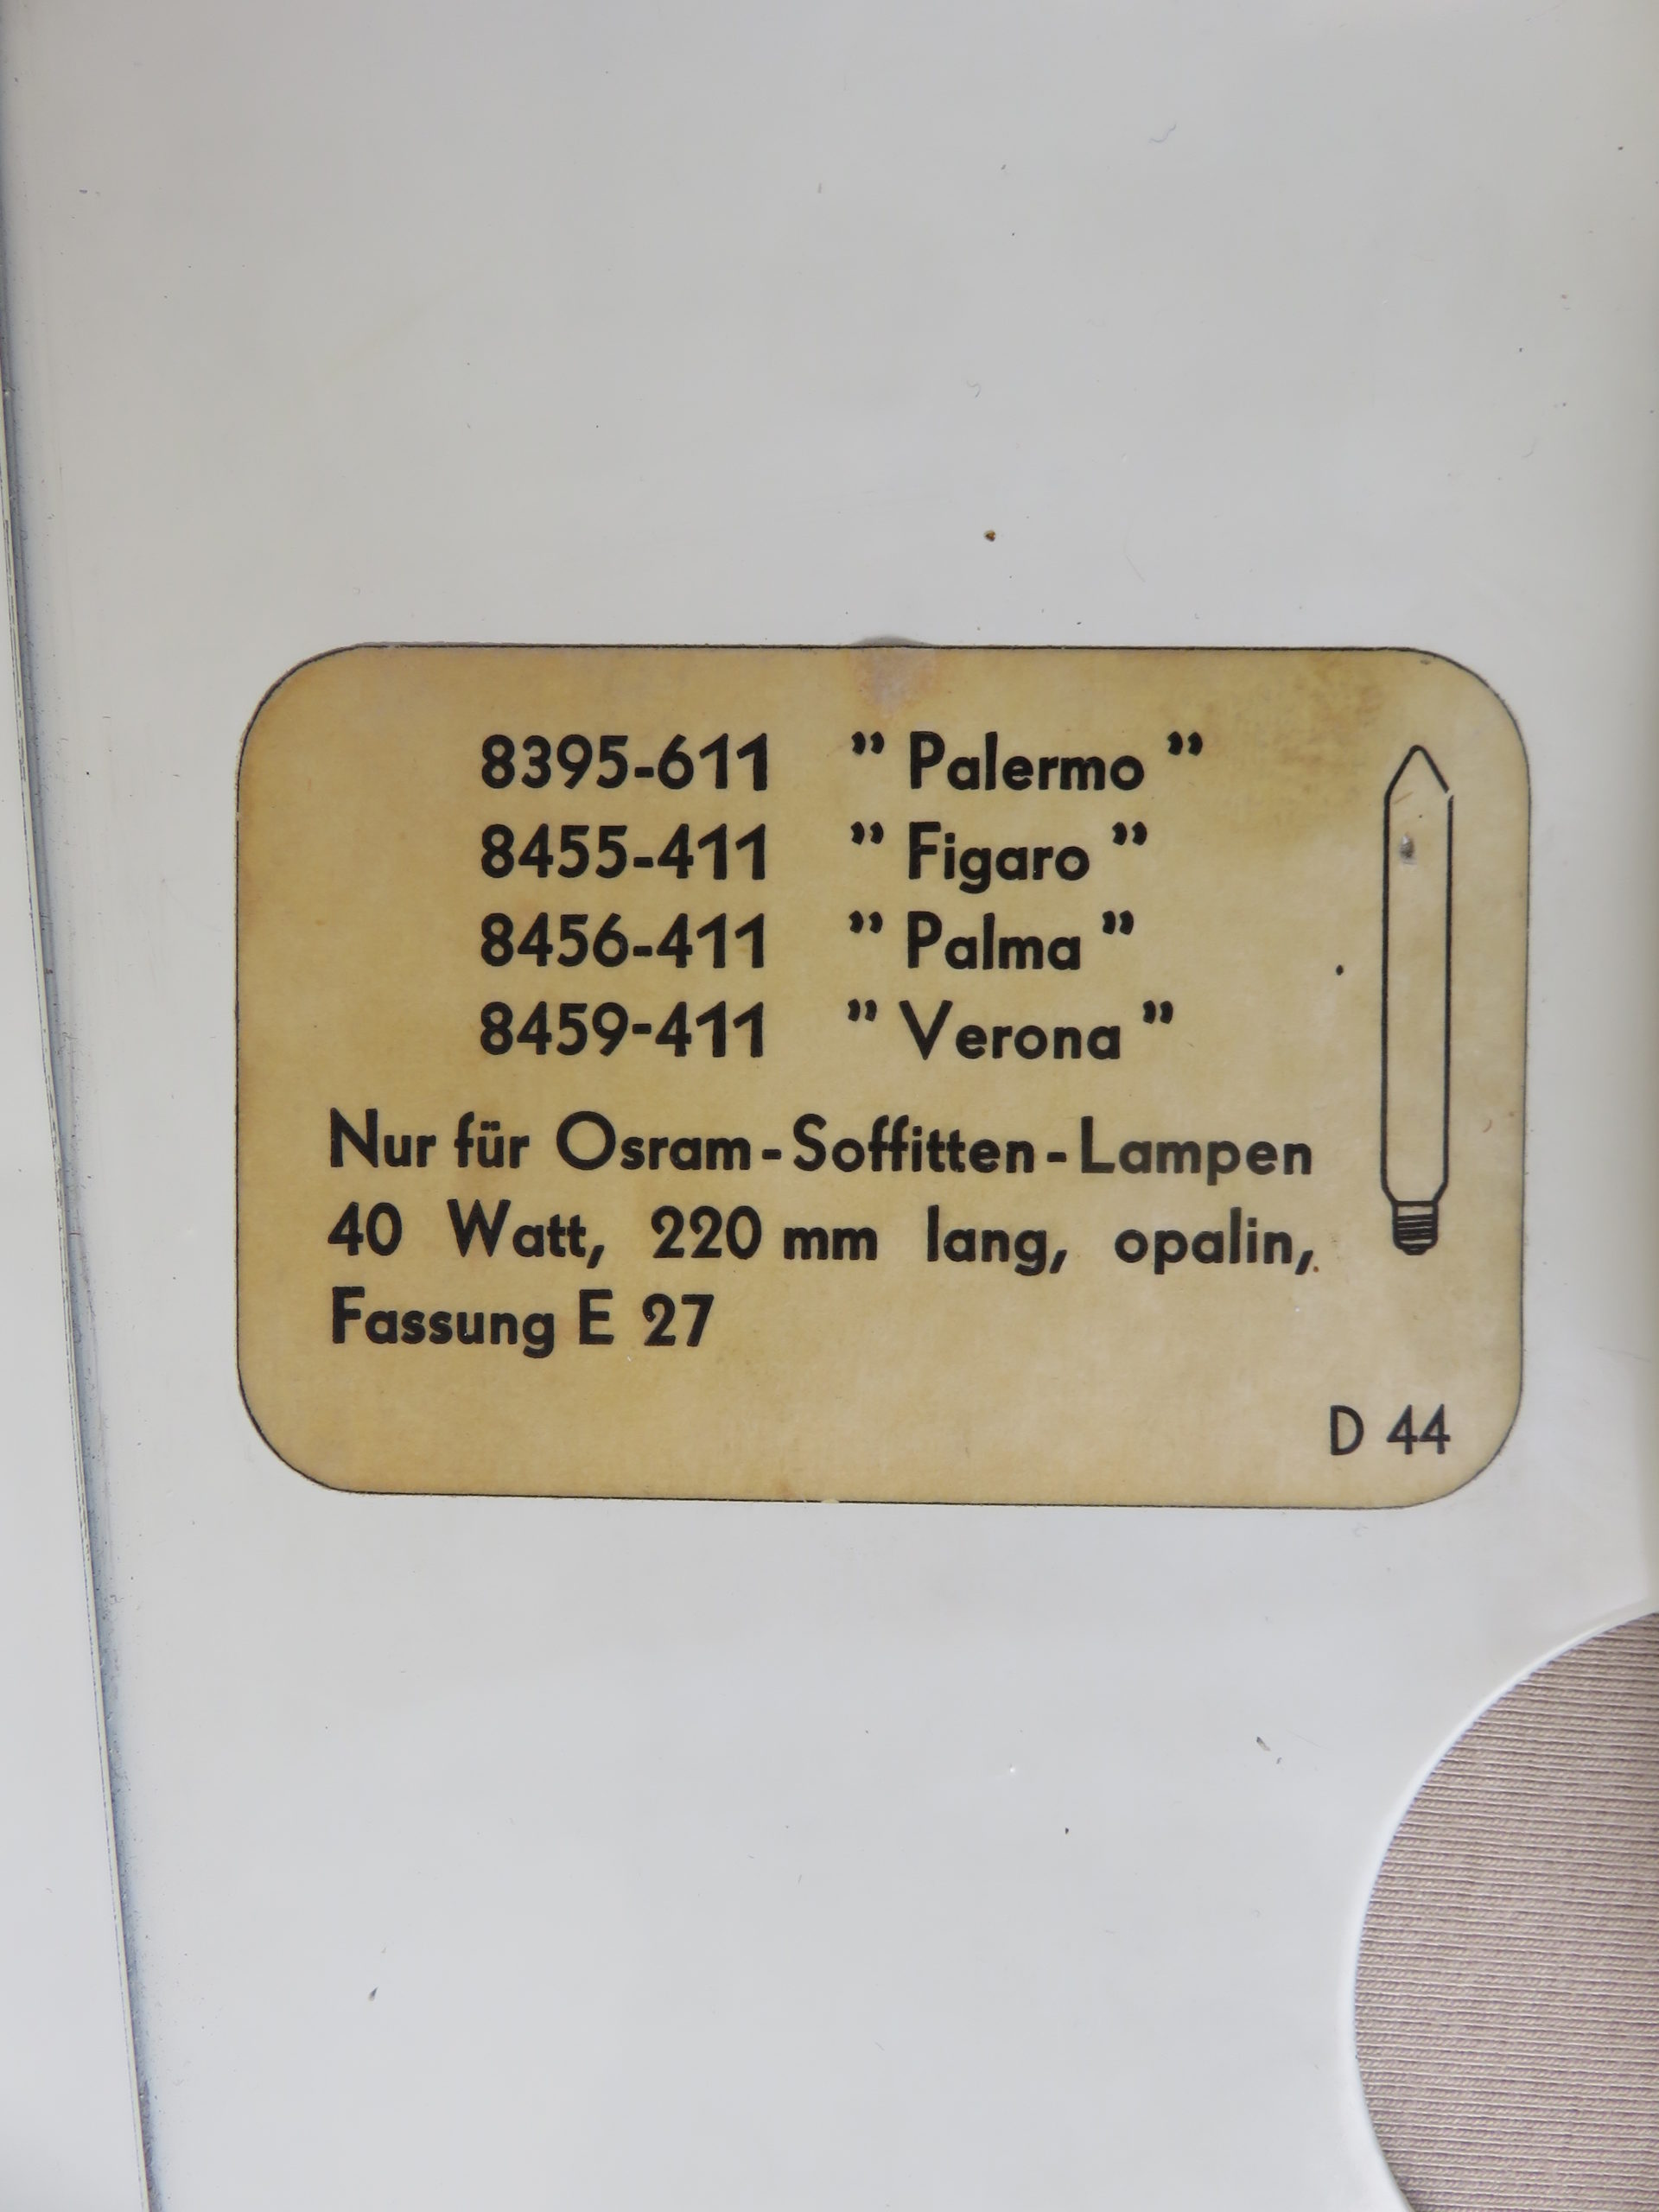 8395-611 ” Palermo ”
8455-411 ” Figaro ”
8456-411 ” Palma ”
8459-411 ” Verona ”
Nur für Osram-Soffitten-Lampen
40 Watt, 220 mm lang, opalin,
Fassung E 27
D 44